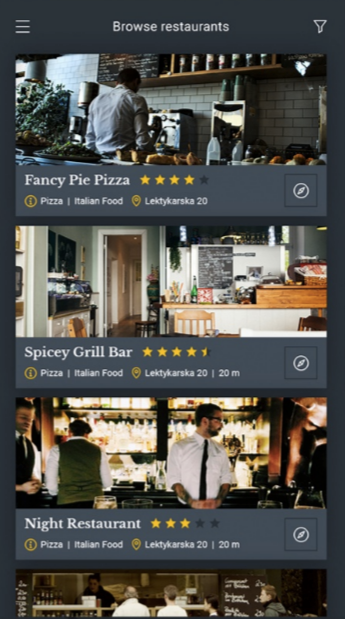 Browse restaurants
Fancy Pie Pizza
Pizza | Italian Food Lektykarska 20
Spicey Grill Bar
Pizza | Italian Food Lektykarska 20 | 20 m
Night Restaurant
Pizza | Italian Food Lektykarska 20 | 20 m